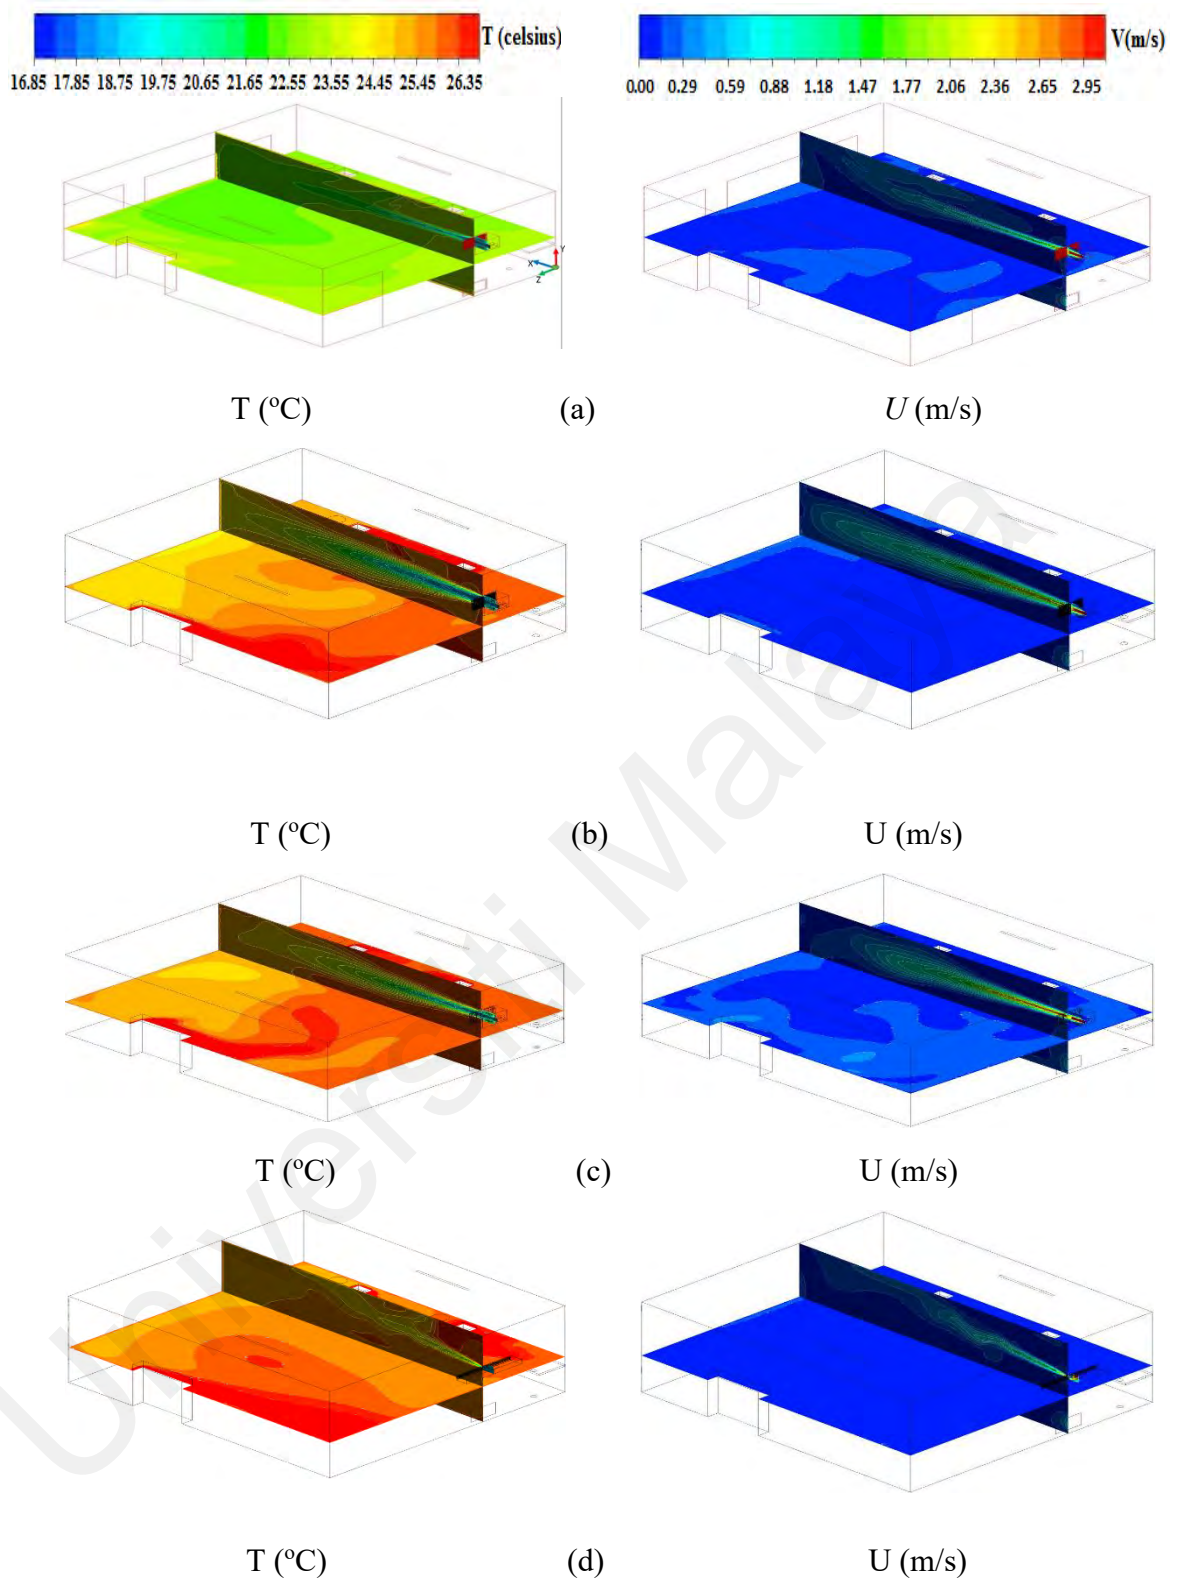 T (celsius)
16.85 17.85 18.75 19.75 20.65 21.65 22.55 23.55 24.45 25.45 26.35
V(m/s)
0.00 0.29 0.59 0.88 1.18 1.47 1.77 2.06 2.36 2.65 2.95
Y
X
Z
T (ºC) (a) U (m/s)
T (ºC) (b) U (m/s)
T (ºC) (c) U (m/s)
T (ºC) (d) U (m/s)
Universiti Malaya